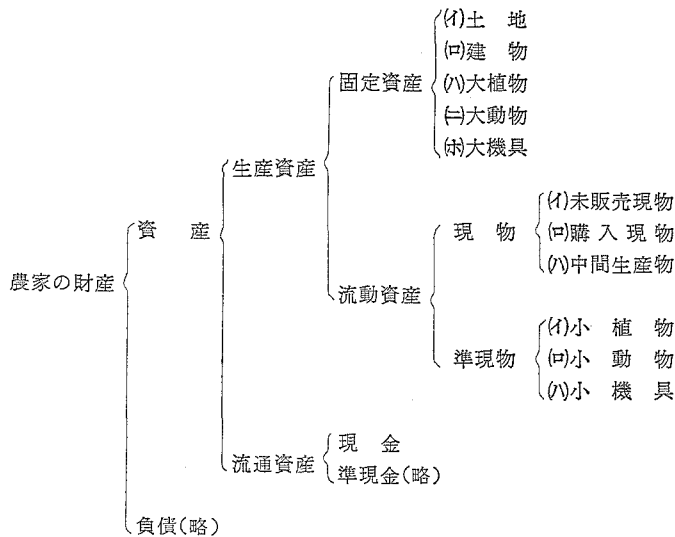 農家の財産
資産
生産資産
固定資産
(イ)土地
(ロ)建物
(ハ)大植物
(ニ)大動物
(ホ)大機具
流動資産
現物
(イ)未販売現物
(ロ)購入現物
(ハ)中間生産物
準現物
(イ)小植物
(ロ)小動物
(ハ)小機具
流通資産
現金
準現金(略)
負債(略)